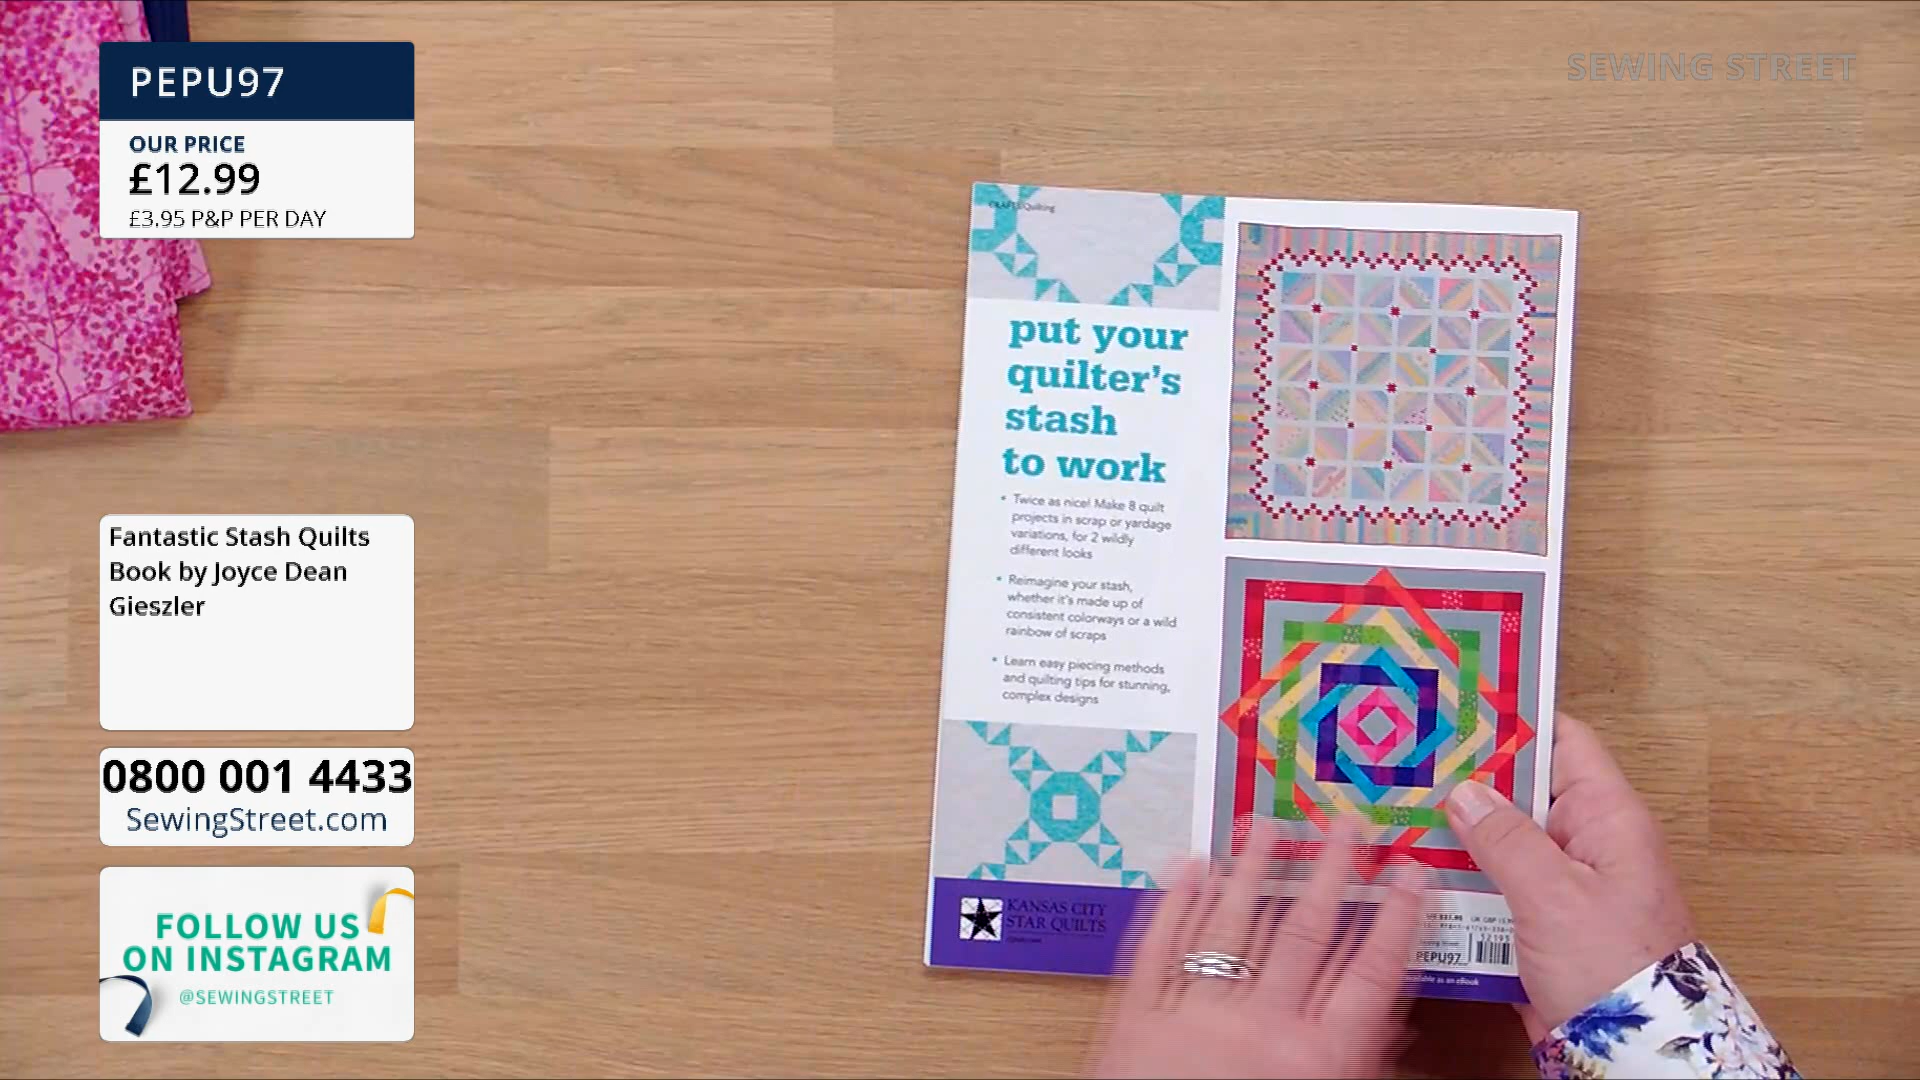 PEPU97
OUR PRICE
£12.99
£3.95 P&P PER DAY
SEWING STREET
Quilting
put your
quilter's
stash
to work
• Twice as nice! Make 8 quilt
projects in scrap or yardage
variations, for 2 wildly
different looks
• Reimagine your stash,
whether it's made up of
consistent colorways or a wild
rainbow of scraps
• Learn easy piecing methods
and quilting tips for stunning,
complex designs
KANSAS CITY
STAR QUILTS
PEPU97
as an eBook
Fantastic Stash Quilts
Book by Joyce Dean
Gieszler
0800 001 4433
SewingStreet.com
FOLLOW US
ON INSTAGRAM
@SEWINGSTREET